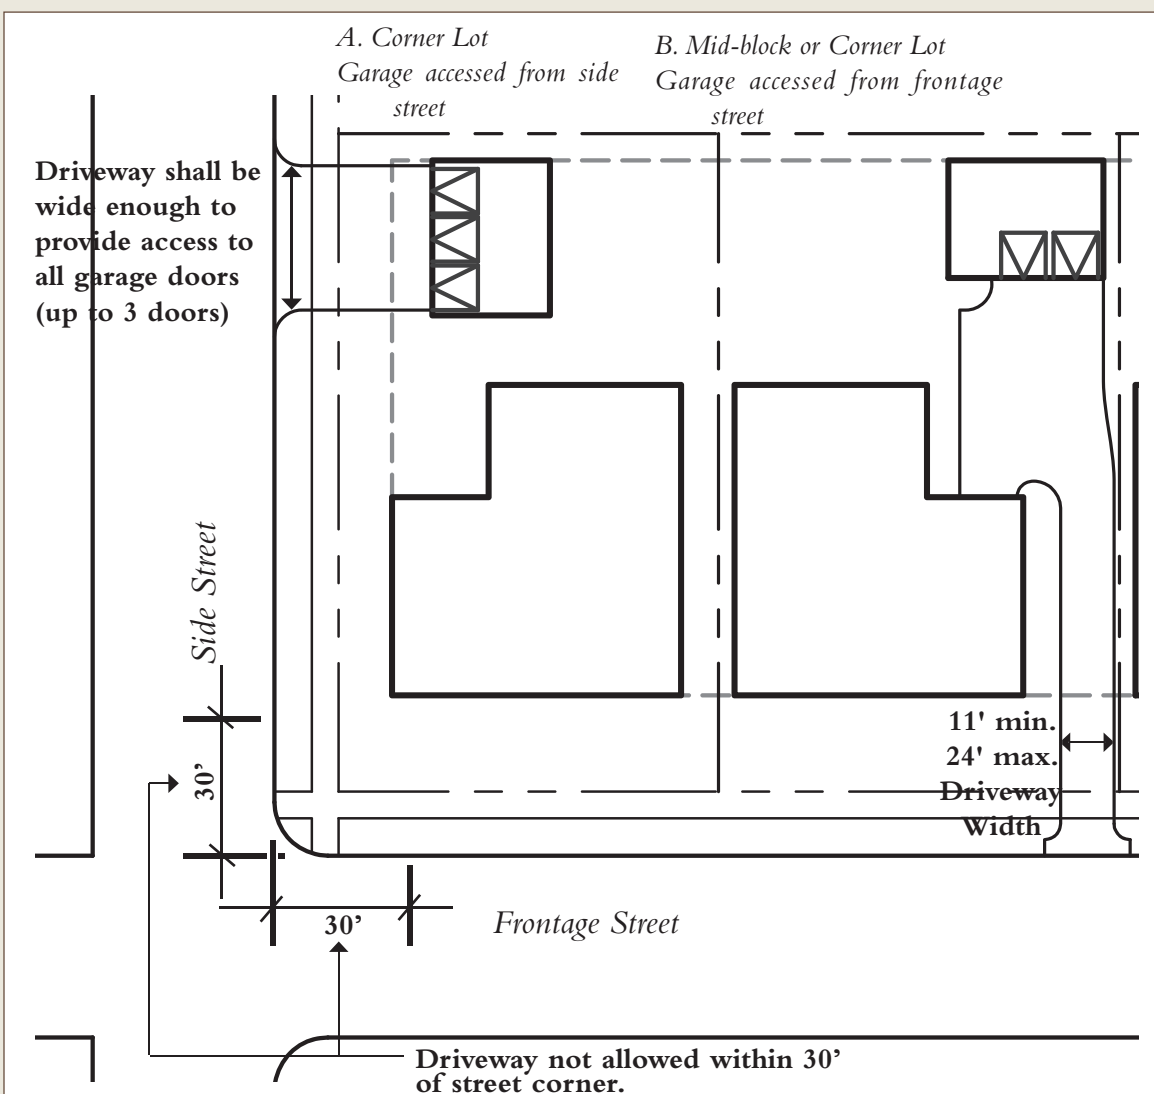 A. Corner Lot
Garage accessed from side
street
B. Mid-block or Corner Lot
Garage accessed from frontage
street
Driveway shall be
wide enough to
provide access to
all garage doors
(up to 3 doors)
Side Street
30’
11' min.
24' max.
Driveway
Width
30’
Frontage Street
Driveway not allowed within 30’
of street corner.